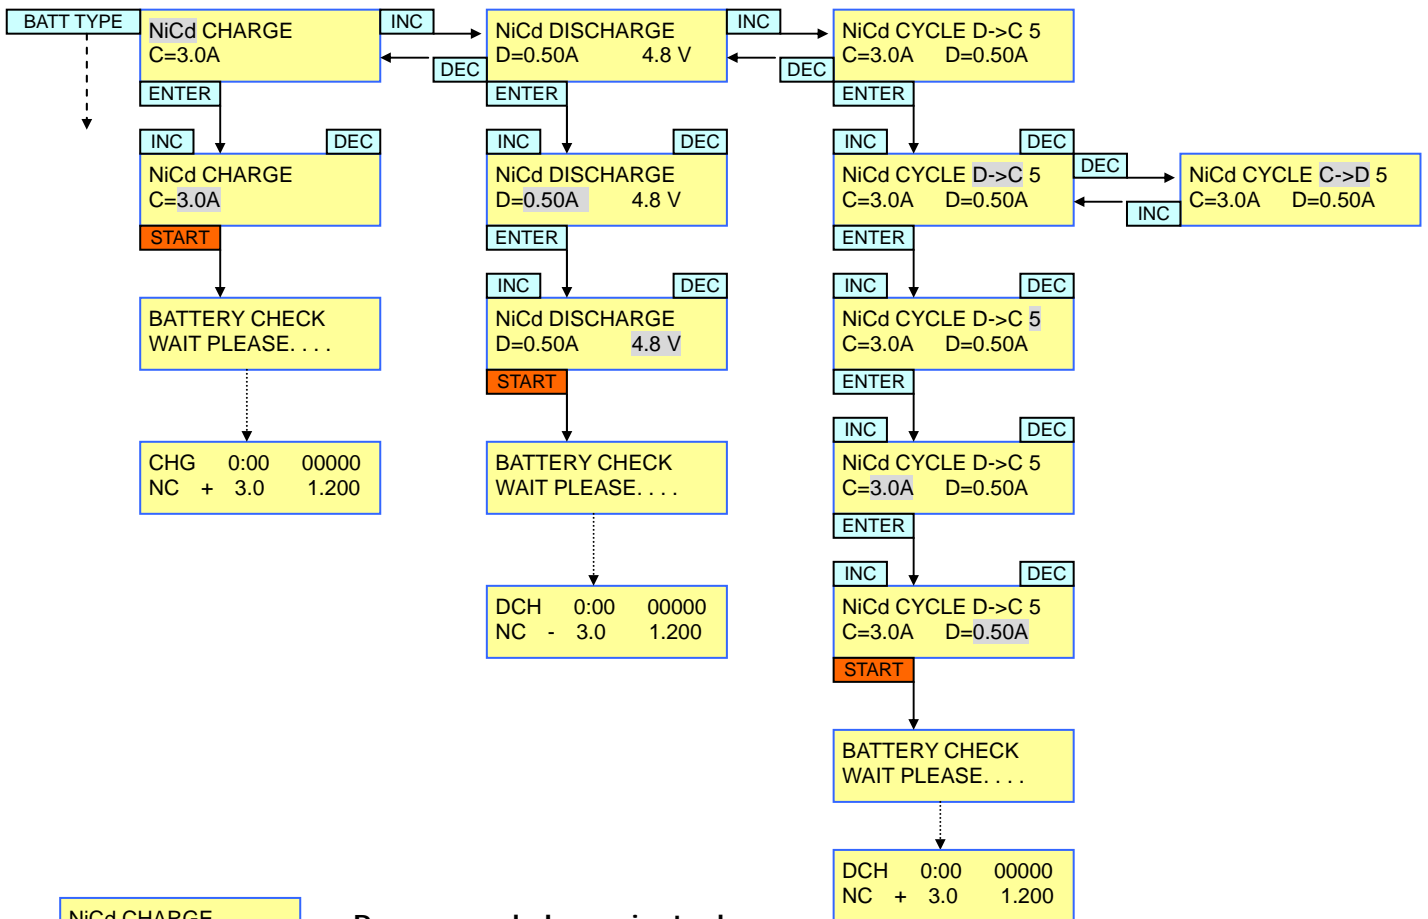 BATT TYPE
NiCd CHARGE
C=3.0A
INC
DEC
NiCd DISCHARGE
D=0.50A 4.8 V
INC
DEC
NiCd CYCLE D->C 5
C=3.0A D=0.50A
ENTER
ENTER
ENTER
INC DEC
NiCd CHARGE
C=3.0A
START
INC DEC
NiCd DISCHARGE
D=0.50A 4.8 V
ENTER
INC DEC
NiCd CYCLE D->C 5
C=3.0A D=0.50A
ENTER
DEC
INC
NiCd CYCLE C->D 5
C=3.0A D=0.50A
BATTERY CHECK
WAIT PLEASE. . . .
INC DEC
NiCd DISCHARGE
D=0.50A 4.8 V
START
INC DEC
NiCd CYCLE D->C 5
C=3.0A D=0.50A
ENTER
CHG 0:00 00000
NC + 3.0 1.200
BATTERY CHECK
WAIT PLEASE. . . .
INC DEC
NiCd CYCLE D->C 5
C=3.0A D=0.50A
ENTER
DCH 0:00 00000
NC - 3.0 1.200
INC DEC
NiCd CYCLE D->C 5
C=3.0A D=0.50A
START
BATTERY CHECK
WAIT PLEASE. . . .
DCH 0:00 00000
NC + 3.0 1.200
NiCd CHARGE